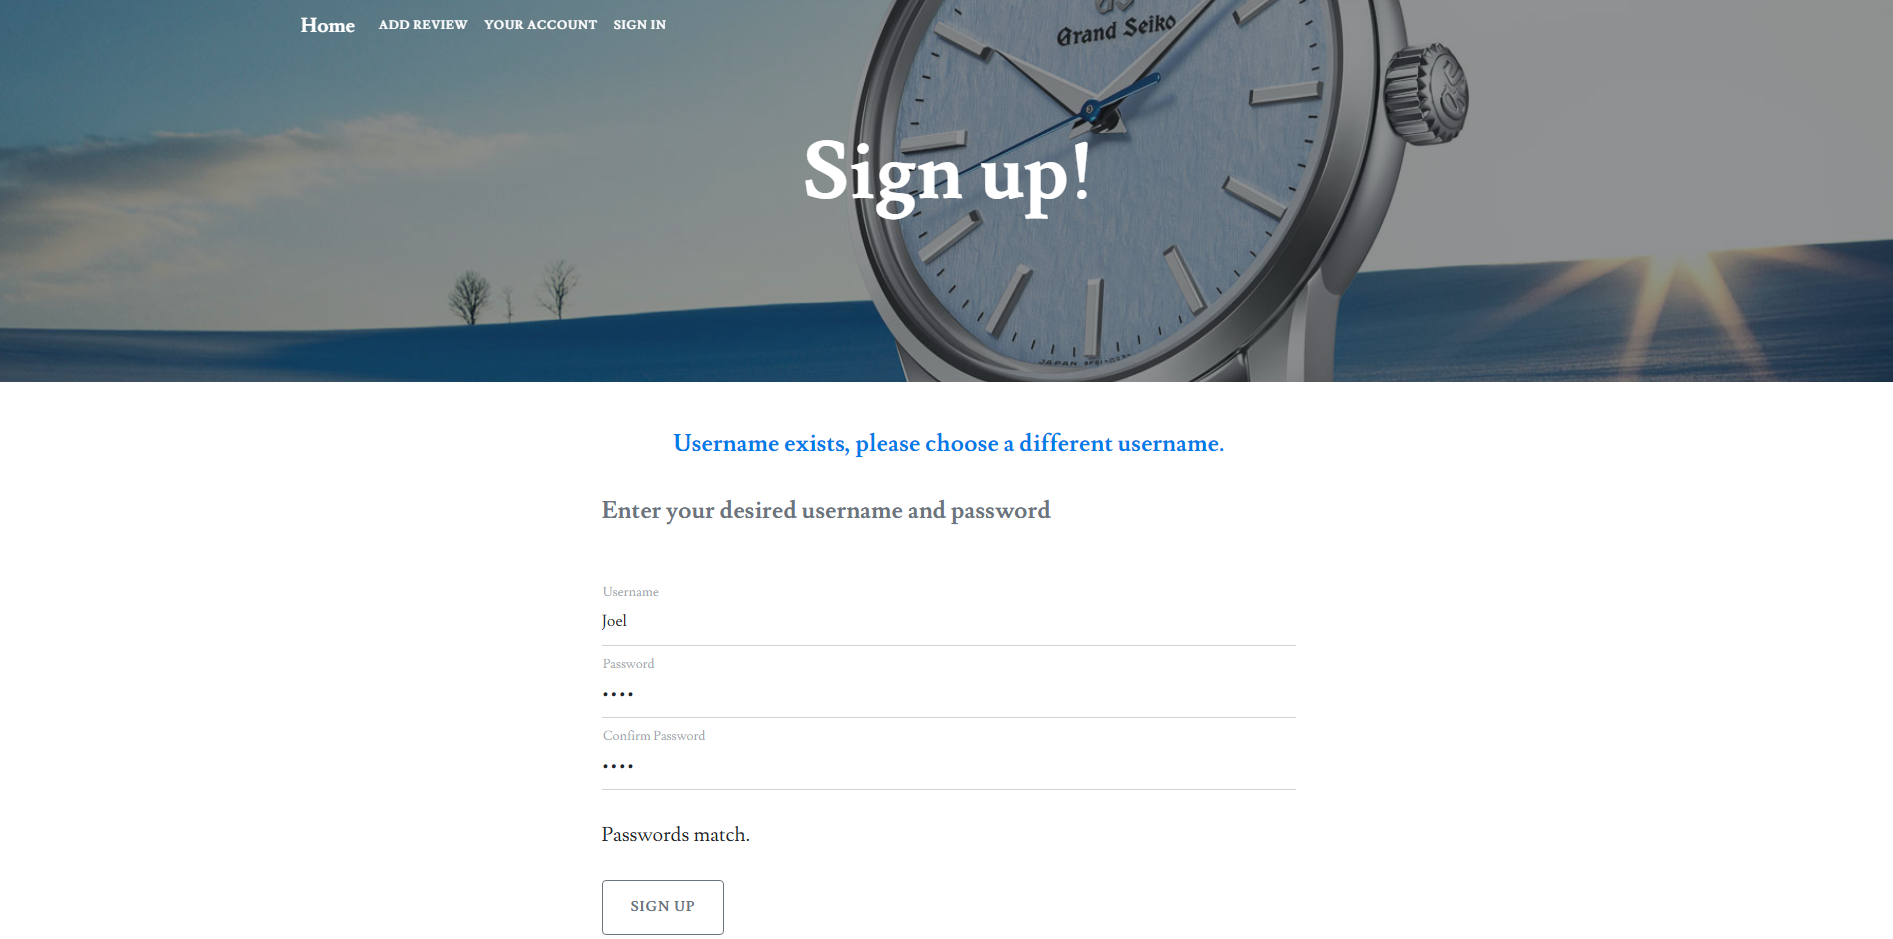 Home ADD REVIEW YOUR ACCOUNT SIGN IN
Grand Seiko
Sign up!
Username exists, please choose a different username.
Enter your desired username and password
Username
Joel
Password
••••
Confirm Password
••••
Passwords match.
SIGN UP